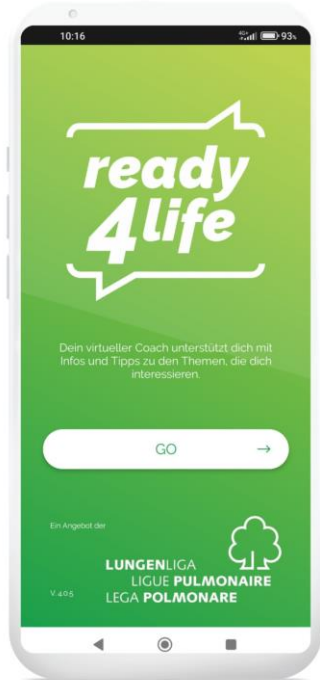 10:16
4G+
93%
ready
4life
Dein virtueller Coach unterstützt dich mit
Infos und Tipps zu den Themen, die dich
interessieren.
GO →
Ein Angebot der
LUNGENLIGA
LIGUE PULMONAIRE
LEGA POLMONARE
V 4.0.5